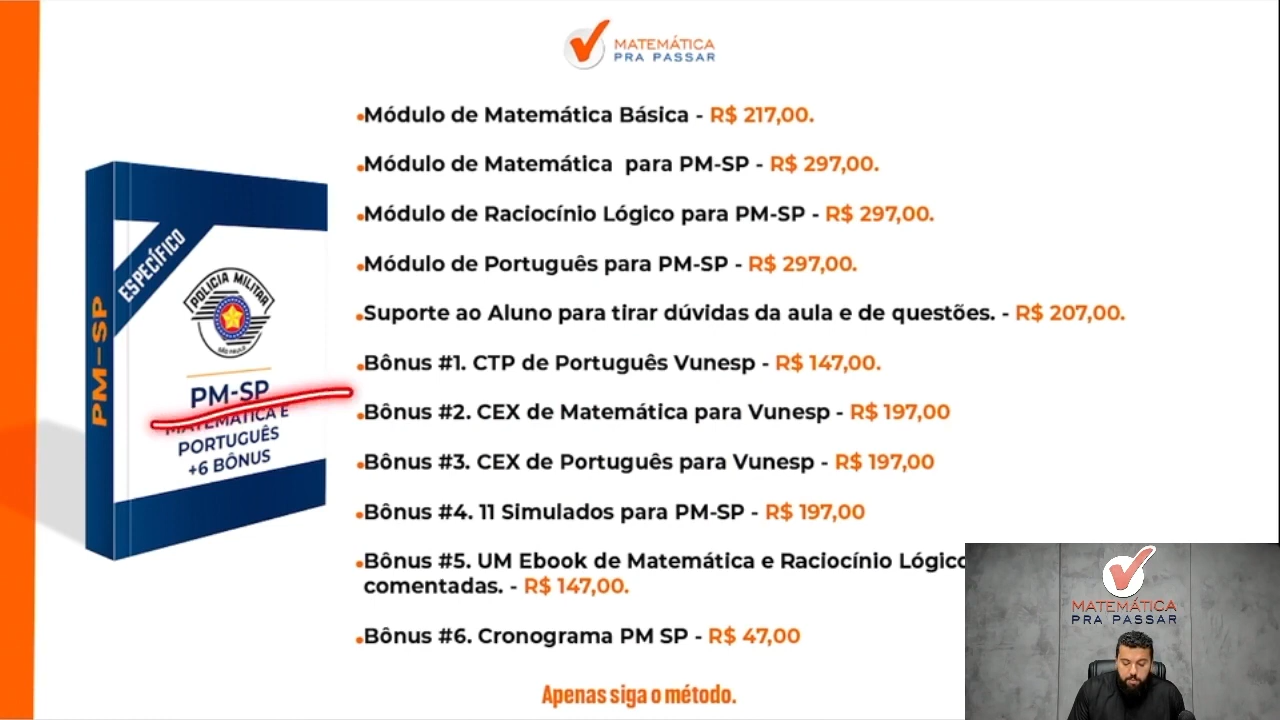 MATEMÁTICA
PRA PASSAR
Módulo de Matemática Básica - R$ 217,00.
Módulo de Matemática para PM-SP - R$ 297,00.
Módulo de Raciocínio Lógico para PM-SP - R$ 297,00.
Módulo de Português para PM-SP - R$ 297,00.
Suporte ao Aluno para tirar dúvidas da aula e de questões. - R$ 207,00.
Bônus #1. CTP de Português Vunesp - R$ 147,00.
Bônus #2. CEX de Matemática para Vunesp - R$ 197,00
Bônus #3. CEX de Português para Vunesp - R$ 197,00
Bônus #4. 11 Simulados para PM-SP - R$ 197,00
Bônus #5. UM Ebook de Matemática e Raciocínio Lógico
comentadas. - R$ 147,00.
Bônus #6. Cronograma PM SP - R$ 47,00
Apenas siga o método.
PM-SP
ESPECÍFICO
POLÍCIA MILITAR
SÃO PAULO
PM-SP
MATEMÁTICA E
PORTUGUÊS
+6 BÔNUS
MATEMÁTICA
PRA PASSAR